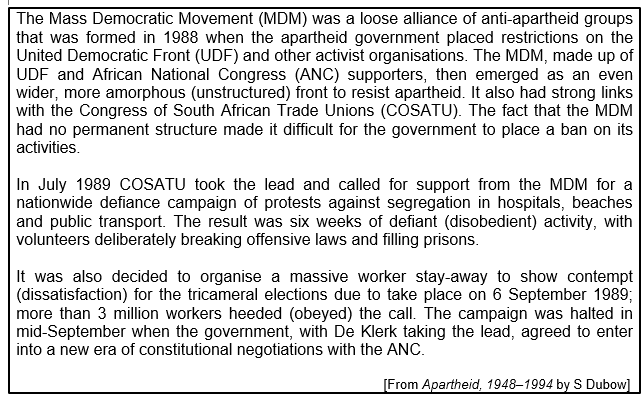 The Mass Democratic Movement (MDM) was a loose alliance of anti-apartheid groups
that was formed in 1988 when the apartheid government placed restrictions on the
United Democratic Front (UDF) and other activist organisations. The MDM, made up of
UDF and African National Congress (ANC) supporters, then emerged as an even
wider, more amorphous (unstructured) front to resist apartheid. It also had strong links
with the Congress of South African Trade Unions (COSATU). The fact that the MDM
had no permanent structure made it difficult for the government to place a ban on its
activities.
In July 1989 COSATU took the lead and called for support from the MDM for a
nationwide defiance campaign of protests against segregation in hospitals, beaches
and public transport. The result was six weeks of defiant (disobedient) activity, with
volunteers deliberately breaking offensive laws and filling prisons.
It was also decided to organise a massive worker stay-away to show contempt
(dissatisfaction) for the tricameral elections due to take place on 6 September 1989;
more than 3 million workers heeded (obeyed) the call. The campaign was halted in
mid-September when the government, with De Klerk taking the lead, agreed to enter
into a new era of constitutional negotiations with the ANC.
[From Apartheid, 1948–1994 by S Dubow]